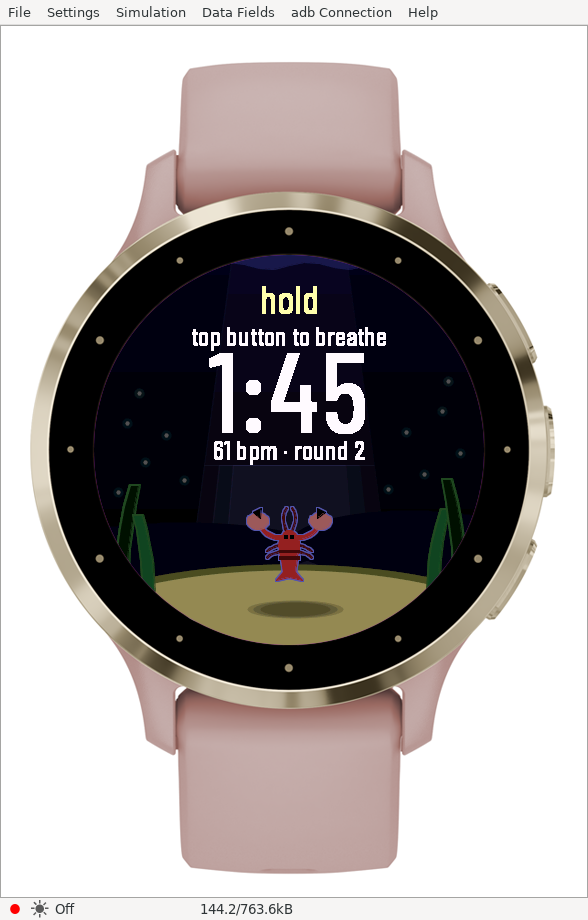 File Settings Simulation Data Fields adb Connection Help
hold
top button to breathe
1:45
61 bpm · round 2
Off 144.2/763.6kB